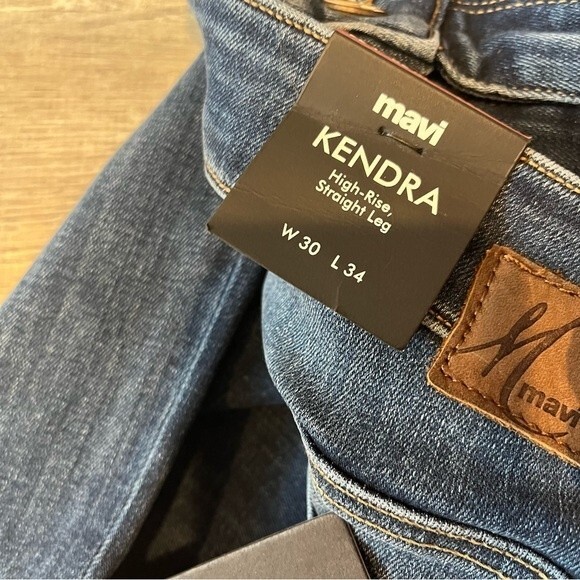 mavi
KENDRA
High-Rise,
Straight Leg
W 30 L 34
M
mavi